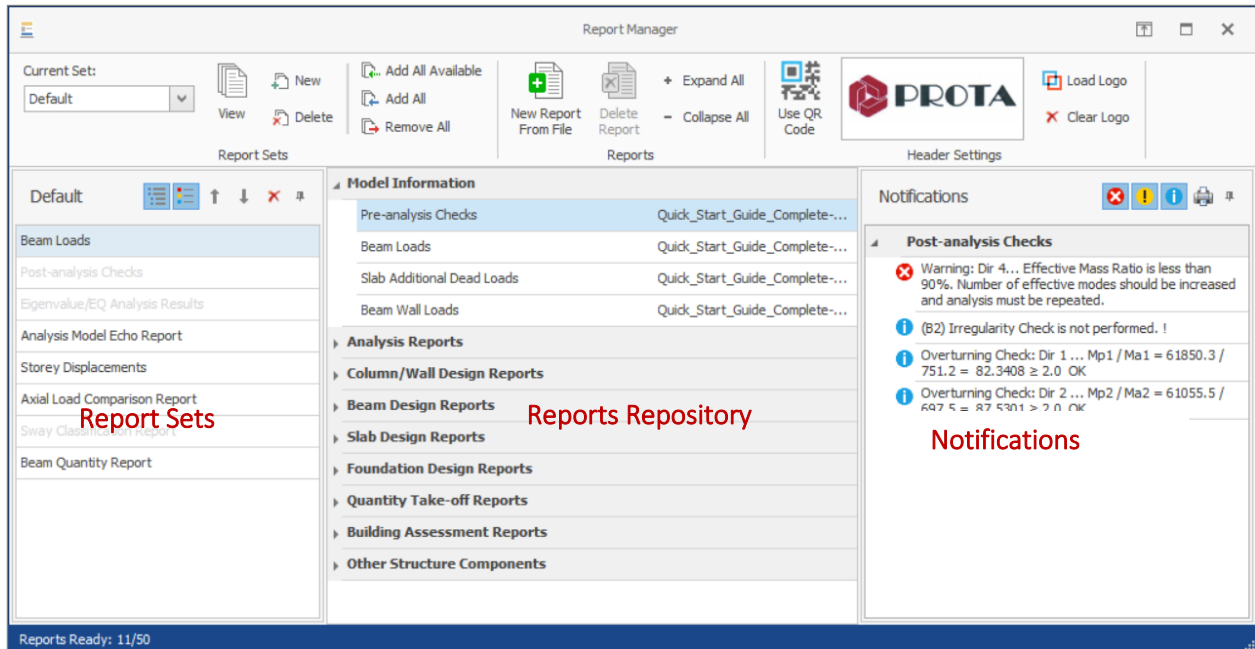 Report Manager
Current Set:
Default
View
New
Delete
Add All Available
Add All
Remove All
Report Sets
New Report
From File
Delete
Report
+ Expand All
- Collapse All
Reports
Use QR
Code
PROTA
Load Logo
Clear Logo
Header Settings
Default
Beam Loads
Post-analysis Checks
Eigenvalue/EQ Analysis Results
Analysis Model Echo Report
Storey Displacements
Axial Load Comparison Report
Report Sets
Sway Classification Report
Beam Quantity Report
Model Information
Pre-analysis Checks Quick_Start_Guide_Complete-...
Beam Loads Quick_Start_Guide_Complete-...
Slab Additional Dead Loads Quick_Start_Guide_Complete-...
Beam Wall Loads Quick_Start_Guide_Complete-...
Analysis Reports
Column/Wall Design Reports
Beam Design Reports
Reports Repository
Slab Design Reports
Foundation Design Reports
Quantity Take-off Reports
Building Assessment Reports
Other Structure Components
Notifications
Post-analysis Checks
Warning: Dir 4... Effective Mass Ratio is less than
90%. Number of effective modes should be increased
and analysis must be repeated.
(B2) Irregularity Check is not performed. !
Overturning Check: Dir 1 ... Mp1 / Ma1 = 61850.3 /
751.2 = 82.3408 ≥ 2.0 OK
Overturning Check: Dir 2 ... Mp2 / Ma2 = 61055.5 /
697.5 = 87.5301 ≥ 2.0 OK
Notifications
Reports Ready: 11/50